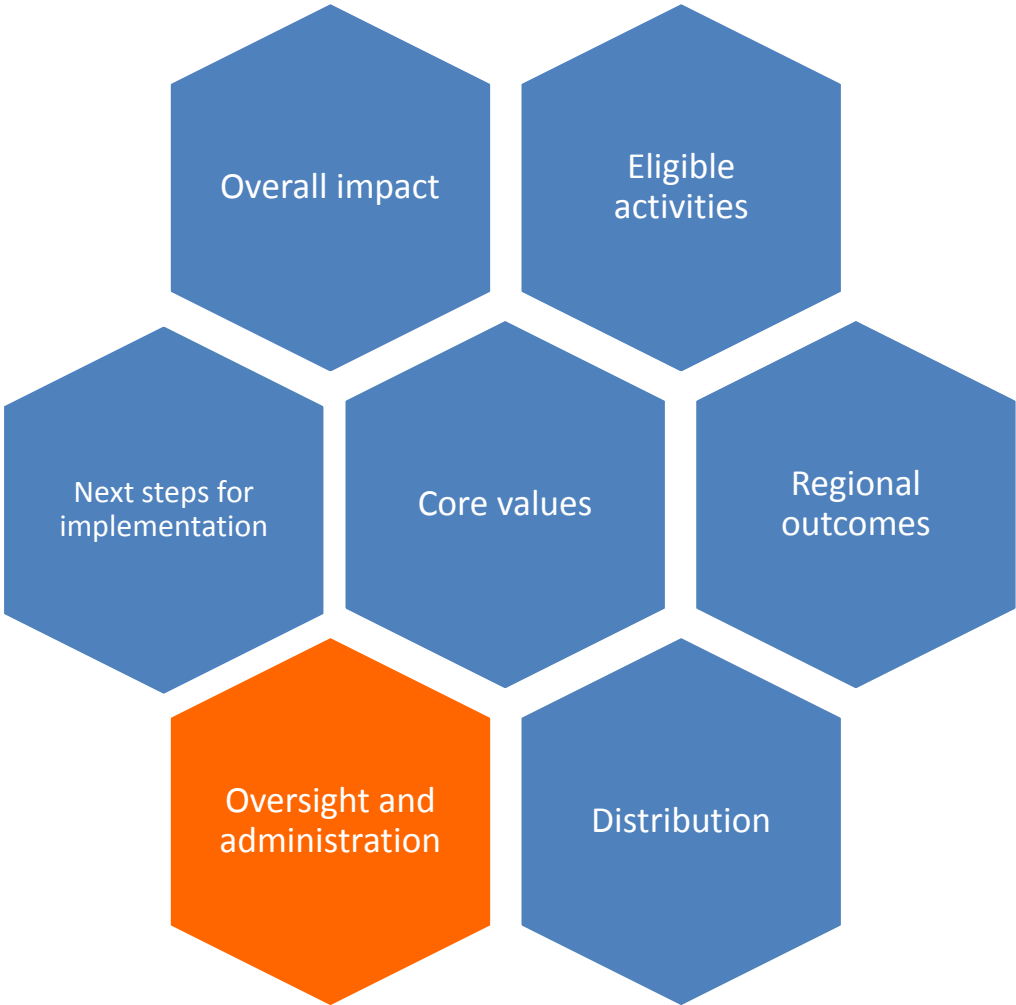 Overall impact
Eligible
activities
Next steps for
implementation
Core values
Regional
outcomes
Oversight and
administration
Distribution